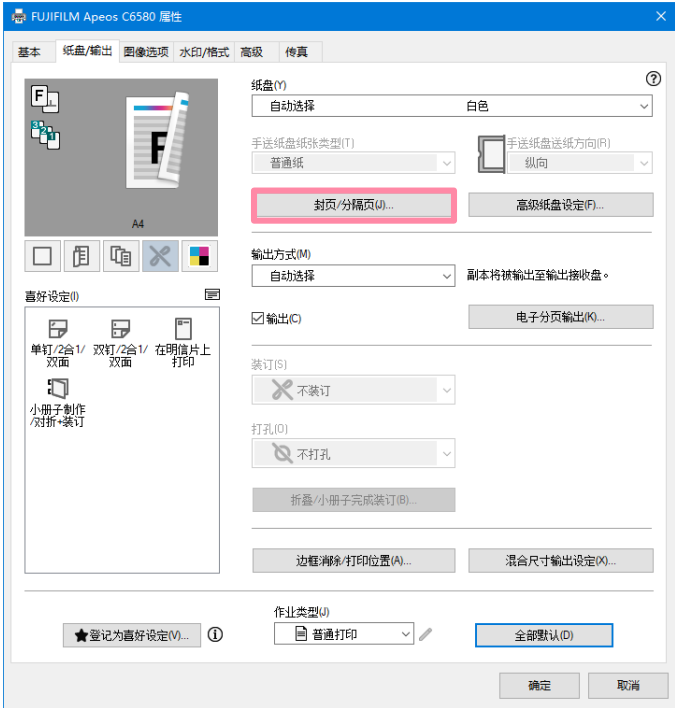 FUJIFILM Apeos C6580 属性
基本 纸盘/输出 图像选项 水印/格式 高级 传真
A4
喜好设定(I)
单钉/2合1/双面
双钉/2合1/双面
在明信片上打印
小册子制作/对折+装订
纸盘(Y)
自动选择 白色
手送纸盘纸张类型(T)
普通纸
手送纸盘送纸方向(R)
纵向
封页/分隔页(J)...
高级纸盘设定(F)...
输出方式(M)
自动选择
副本将被输出至输出接收盘。
输出(C)
电子分页输出(K)...
装订(S)
不装订
打孔(O)
不打孔
折叠/小册子完成装订(B)...
边框消除/打印位置(A)...
混合尺寸输出设定(X)...
登记为喜好设定(V)...
作业类型(J)
普通打印
全部默认(D)
确定
取消